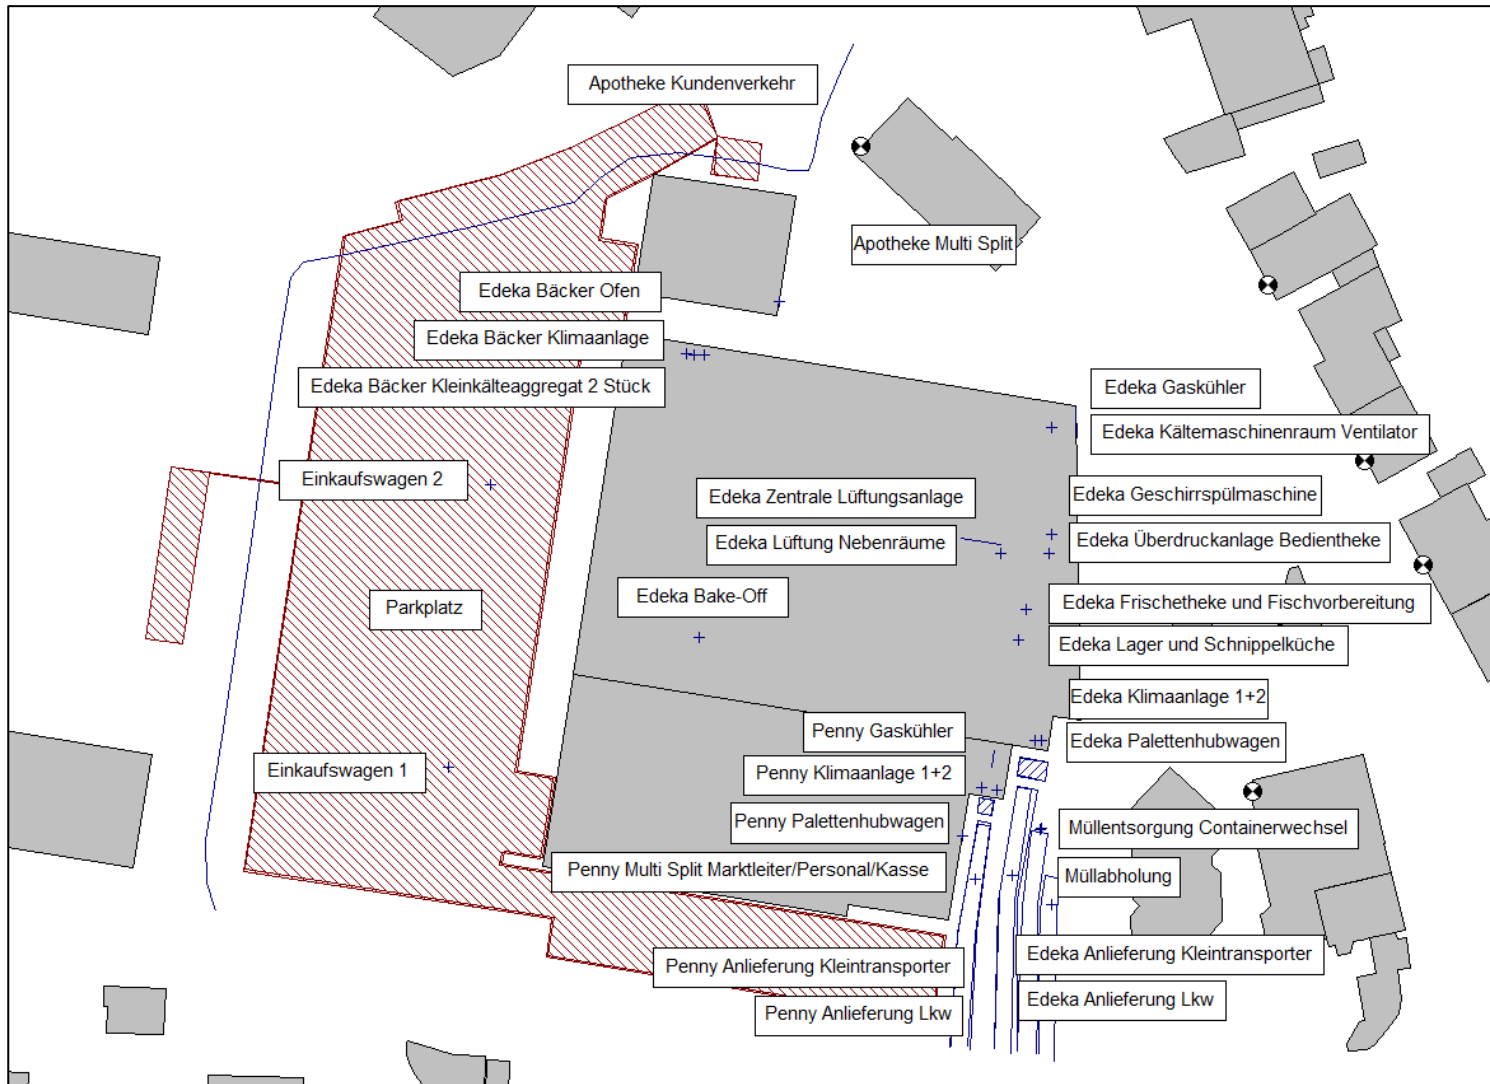 Apotheke Kundenverkehr
Apotheke Multi Split
Edeka Bäcker Ofen
Edeka Bäcker Klimaanlage
Edeka Bäcker Kleinkälteaggregat 2 Stück
Edeka Gaskühler
Edeka Kältemaschinenraum Ventilator
Einkaufswagen 2
Edeka Zentrale Lüftungsanlage
Edeka Geschirrspülmaschine
Edeka Lüftung Nebenräume
Edeka Überdruckanlage Bedientheke
Edeka Bake-Off
Parkplatz
Edeka Frischetheke und Fischvorbereitung
Edeka Lager und Schnippelküche
Edeka Klimaanlage 1+2
Penny Gaskühler
Edeka Palettenhubwagen
Einkaufswagen 1
Penny Klimaanlage 1+2
Penny Palettenhubwagen
Müllentsorgung Containerwechsel
Penny Multi Split Marktleiter/Personal/Kasse
Müllabholung
Penny Anlieferung Kleintransporter
Edeka Anlieferung Kleintransporter
Penny Anlieferung Lkw
Edeka Anlieferung Lkw